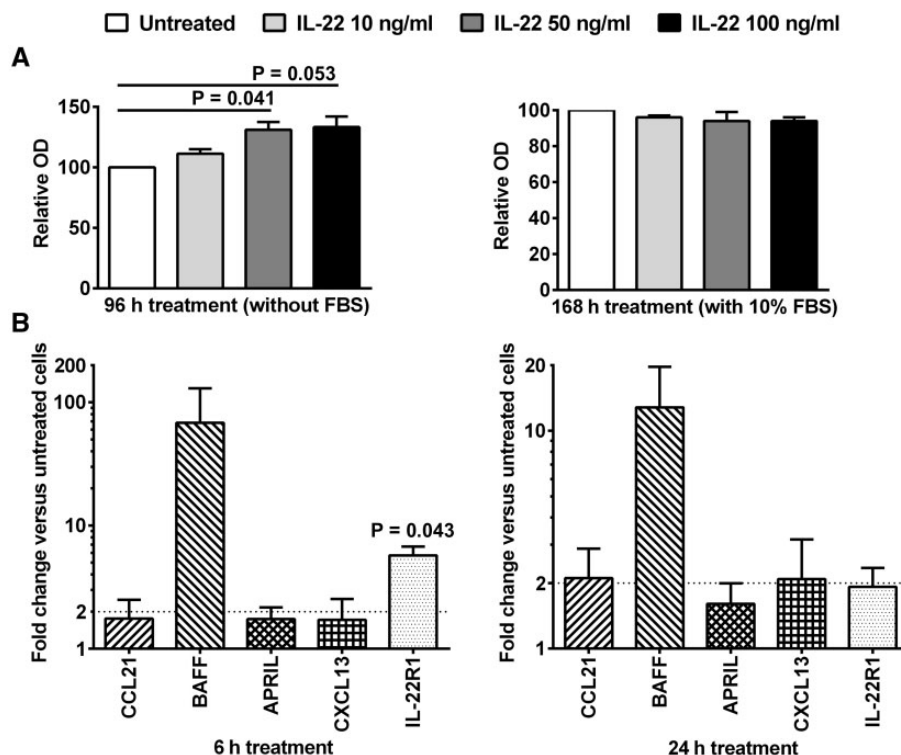 Untreated IL-22 10 ng/ml IL-22 50 ng/ml IL-22 100 ng/ml
A
P = 0.053
P = 0.041
Relative OD
150
100
50
0
96 h treatment (without FBS)
Relative OD
100
80
60
40
20
0
168 h treatment (with 10% FBS)
B
Fold change versus untreated cells
200
100
10
2
1
P = 0.043
CCL21
BAFF
APRIL
CXCL13
IL-22R1
6 h treatment
Fold change versus untreated cells
20
10
2
1
CCL21
BAFF
APRIL
CXCL13
IL-22R1
24 h treatment